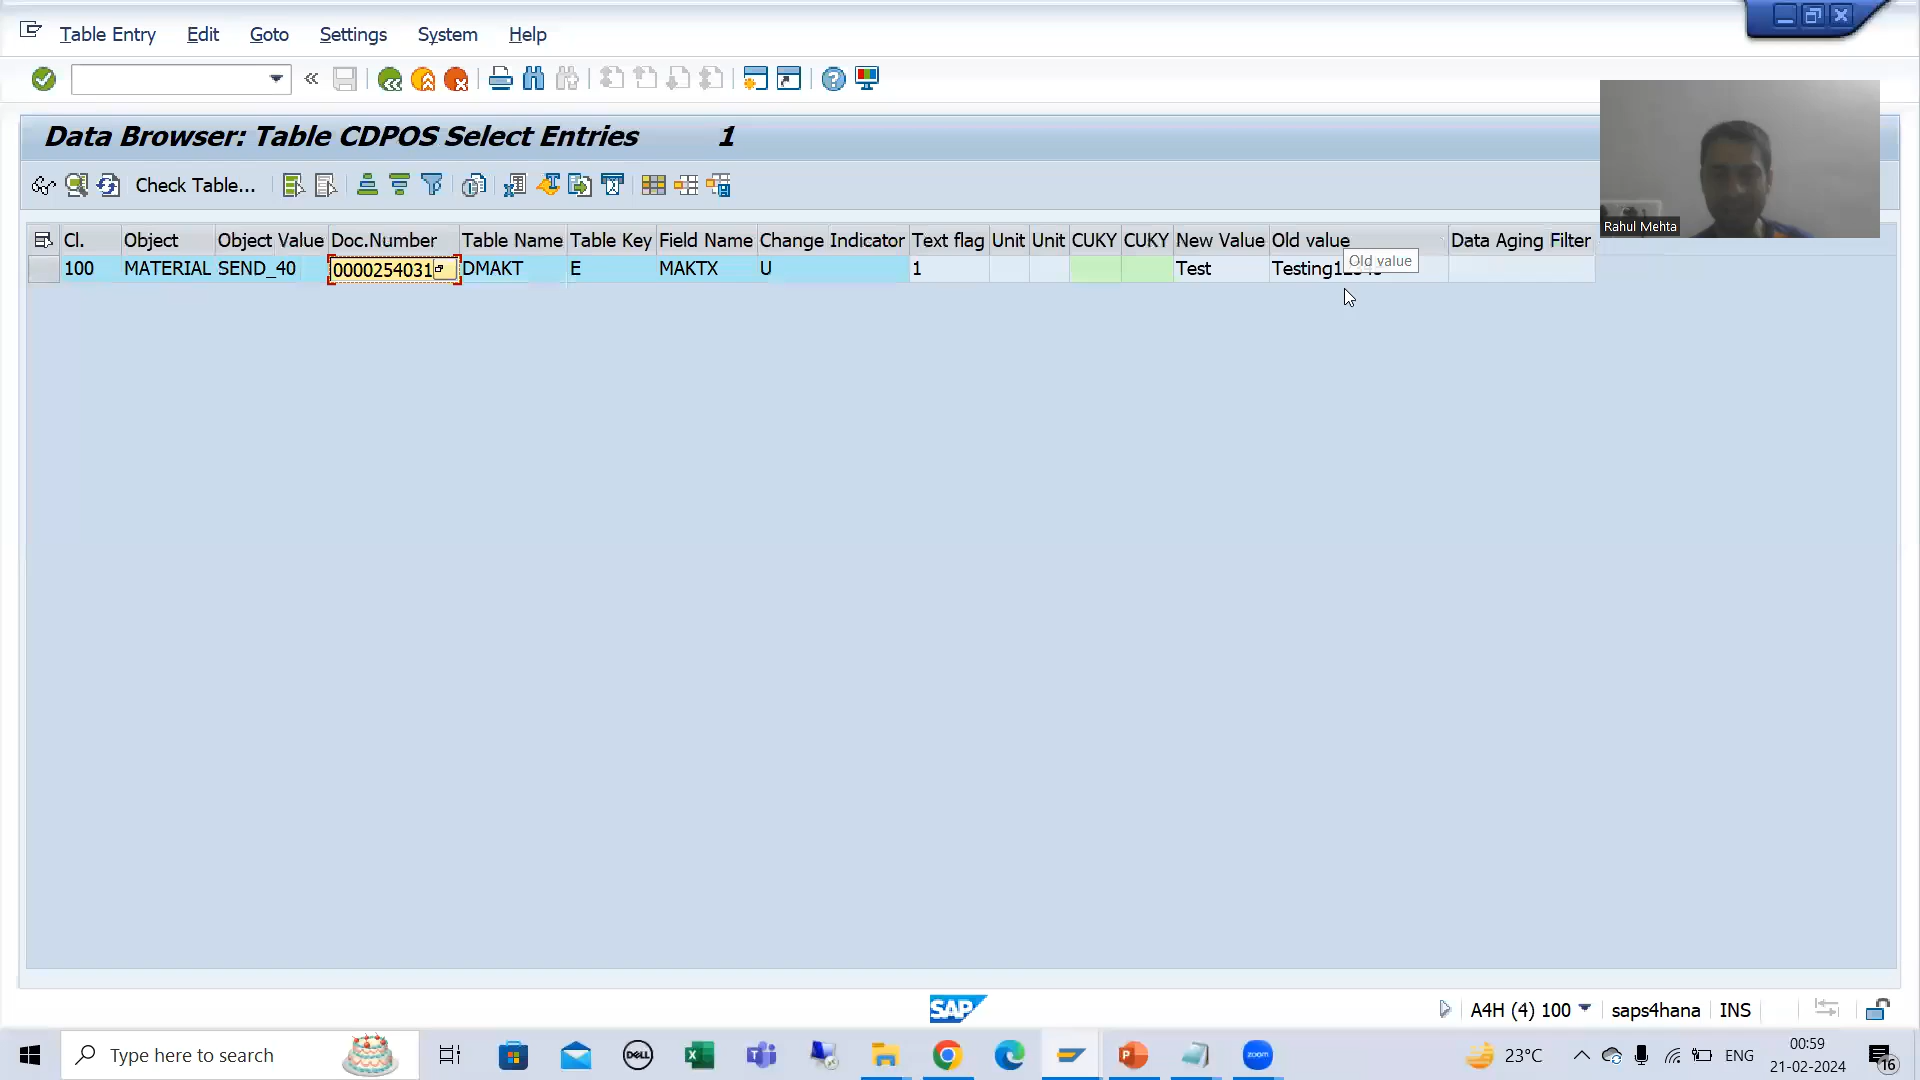 Table Entry Edit Goto Settings System Help
Data Browser: Table CDPOS Select Entries 1
Check Table...
Rahul Mehta
Cl. Object Object Value Doc.Number Table Name Table Key Field Name Change Indicator Text flag Unit Unit CUKY CUKY New Value Old value Data Aging Filter
100 MATERIAL SEND_40 0000254031 DMAKT E MAKTX U 1 Test
Old value
SAP A4H (4) 100 saps4hana INS
Type here to search
DELL
zoom
23°C
ENG
00:59
21-02-2024
16